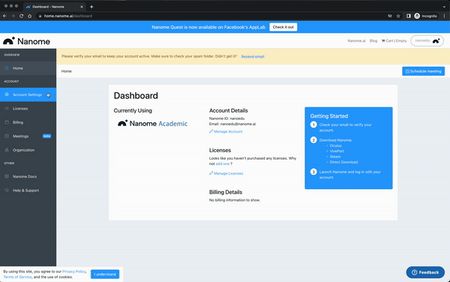 Dashboard - Nanome
home.nanome.ai/dashboard
Incognito
Nanome Quest is now available on Facebook's AppLab
Check it out
Nanome
Nanome.ai
Blog
Cart | Empty
nanoedu
OVERVIEW
Home
ACCOUNT
Account Settings
Licenses
Billing
Meetings
Organization
OTHER
Nanome Docs
Help & Support
Please verify your email to keep your account active. Make sure to check your spam folder. Didn't get it? Resend email
Home
Schedule meeting
Dashboard
Currently Using
Nanome Academic
Account Details
Nanome ID: nanoedu
Email: nanoedu@nanome.ai
Manage Account
Licenses
Looks like you haven't purchased any licenses. Why
not add one ?
Manage Licenses
Billing Details
No billing information to show.
Getting Started
1 Check your email to verify your
account.
2 Download Nanome:
- Oculus
- VivePort
- Steam
- Direct Download
3 Launch Nanome and log in with your
account.
By using this site, you agree to our Privacy Policy,
Terms of Service, and the use of cookies.
I understand
Feedback